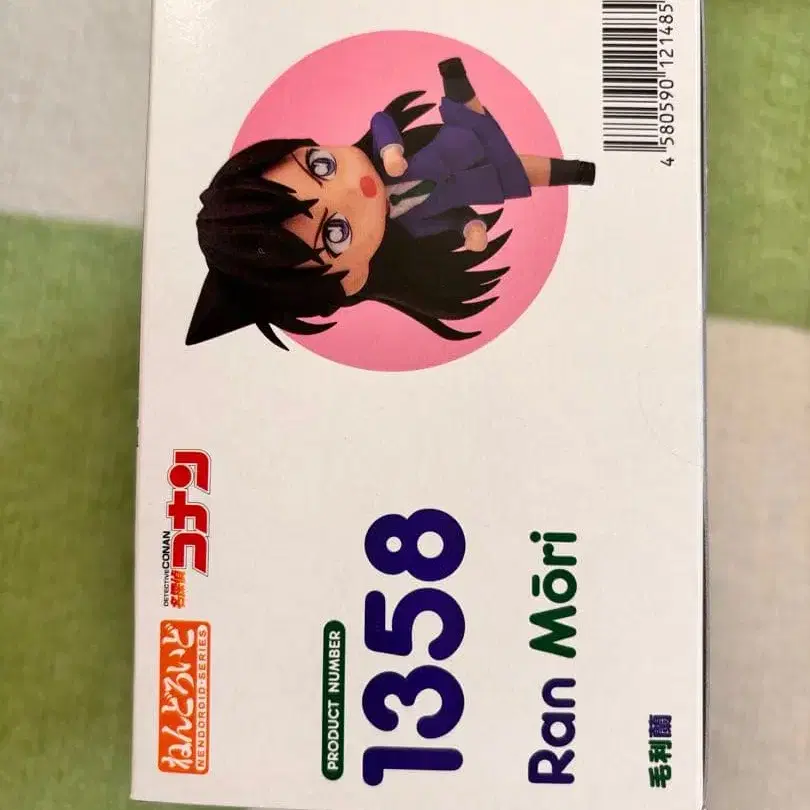 ねんどろいど
NENDOROID·SERIES
DETECTIVE CONAN
名探偵
コナン
PRODUCT NUMBER
1358
Ran Mōri
毛利蘭
4 580590 121485